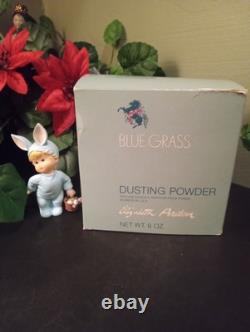 BLUE GRASS
DUSTING POWDER
Elizabeth Arden
NET WT. 6 OZ.